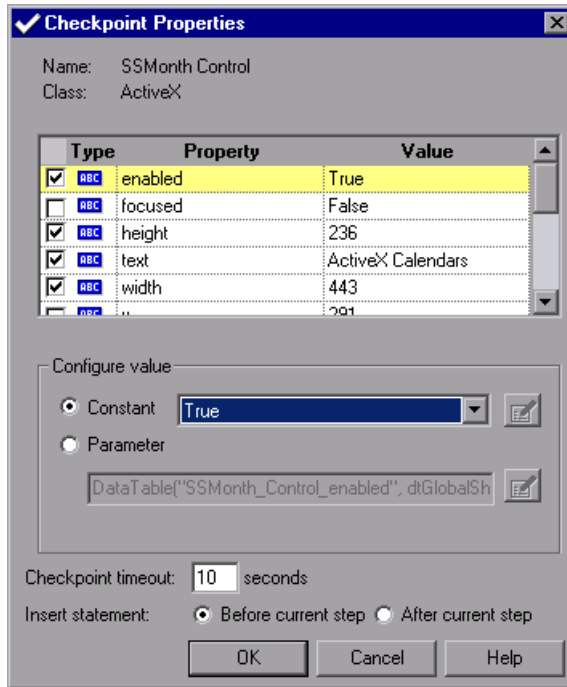 Checkpoint Properties
Name: SSMonth Control
Class: ActiveX
Type Property Value
ABC enabled True
ABC focused False
ABC height 236
ABC text ActiveX Calendars
ABC width 443
Configure value
Constant True
Parameter
DataTable("SSMonth_Control_enabled", dtGlobalSh
Checkpoint timeout: 10 seconds
Insert statement: Before current step After current step
OK Cancel Help